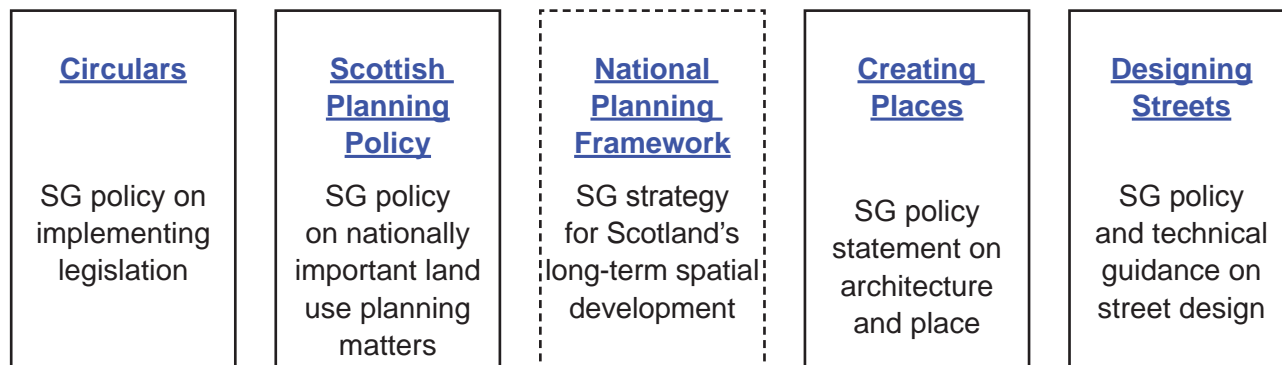 Circulars
SG policy on
implementing
legislation
Scottish
Planning
Policy
SG policy
on nationally
important land
use planning
matters
National
Planning
Framework
SG strategy
for Scotland's
long-term spatial
development
Creating
Places
SG policy
statement on
architecture
and place
Designing
Streets
SG policy
and technical
guidance on
street design